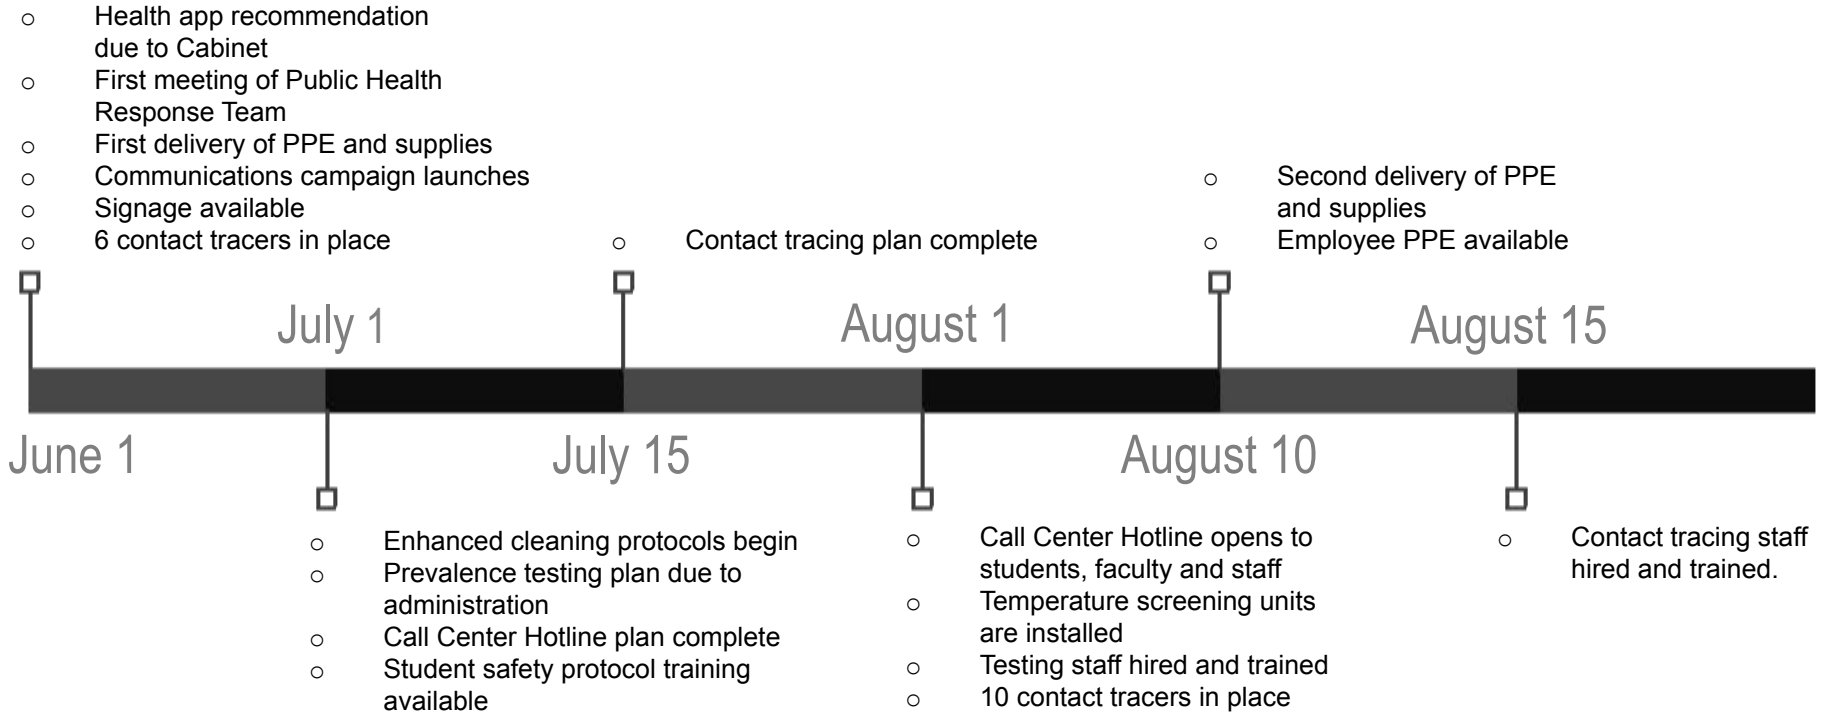 ○ Health app recommendation
due to Cabinet
○ First meeting of Public Health
Response Team
○ First delivery of PPE and supplies
○ Communications campaign launches
○ Signage available
○ 6 contact tracers in place
○ Contact tracing plan complete
○ Second delivery of PPE
and supplies
○ Employee PPE available
July 1
August 1
August 15
June 1
July 15
August 10
○ Enhanced cleaning protocols begin
○ Prevalence testing plan due to
administration
○ Call Center Hotline plan complete
○ Student safety protocol training
available
○ Call Center Hotline opens to
students, faculty and staff
○ Temperature screening units
are installed
○ Testing staff hired and trained
○ 10 contact tracers in place
○ Contact tracing staff
hired and trained.